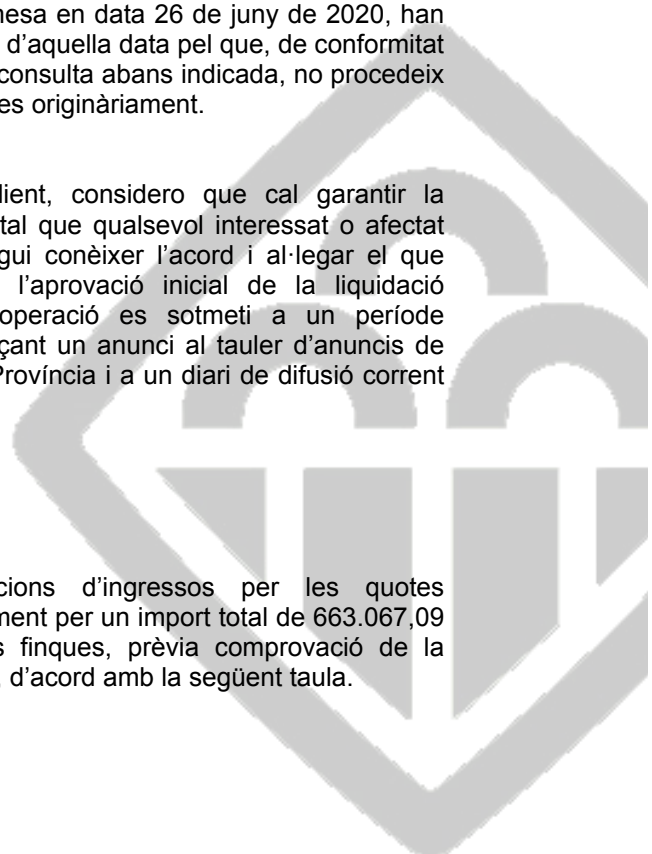 nesa en data 26 de juny de 2020, han
d’aquella data pel que, de conformitat
consulta abans indicada, no procedeix
es originàriament.
dient, considero que cal garantir la
tal que qualsevol interessat o afectat
gui conèixer l’acord i al·legar el que
l’aprovació inicial de la liquidació
operació es sotmeti a un període
çant un anunci al tauler d’anuncis de
Província i a un diari de difusió corrent
cions d’ingressos per les quotes
ment per un import total de 663.067,09
s finques, prèvia comprovació de la
d’acord amb la següent taula.